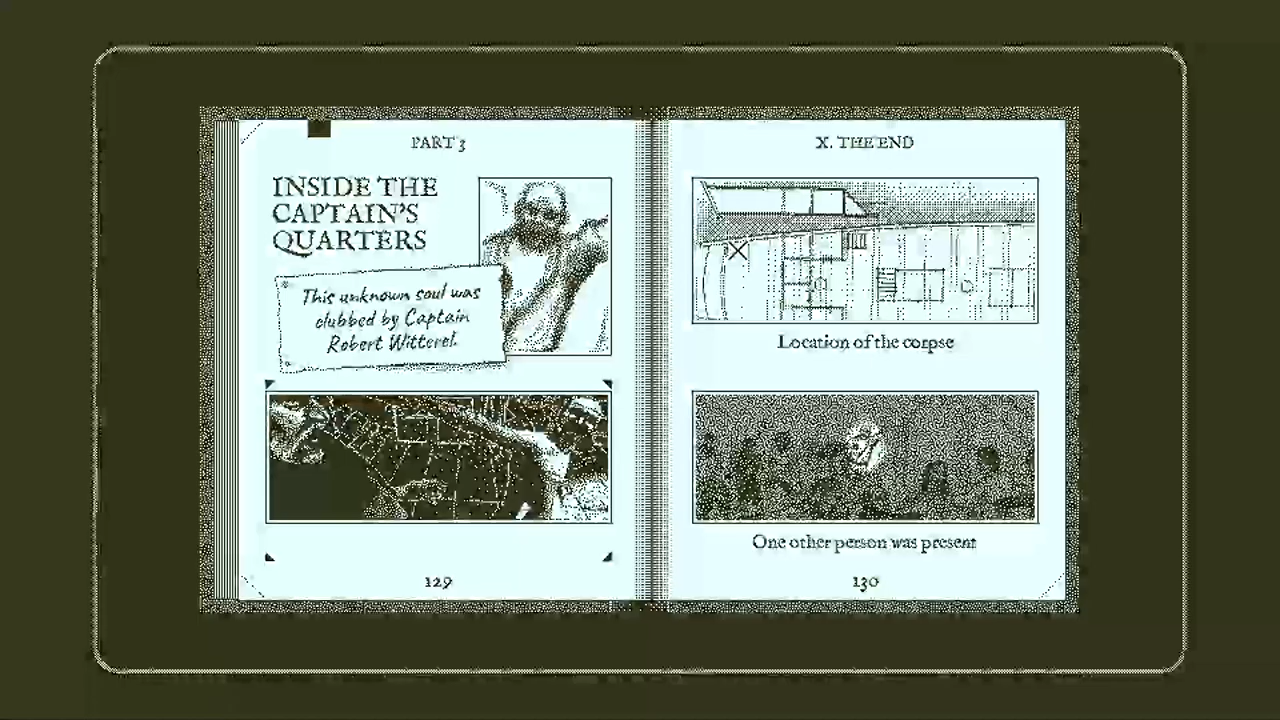 PART 3
INSIDE THE
CAPTAIN'S
QUARTERS
This unknown soul was
clubbed by Captain
Robert Witterel.
129
X. THE END
Location of the corpse
One other person was present
130